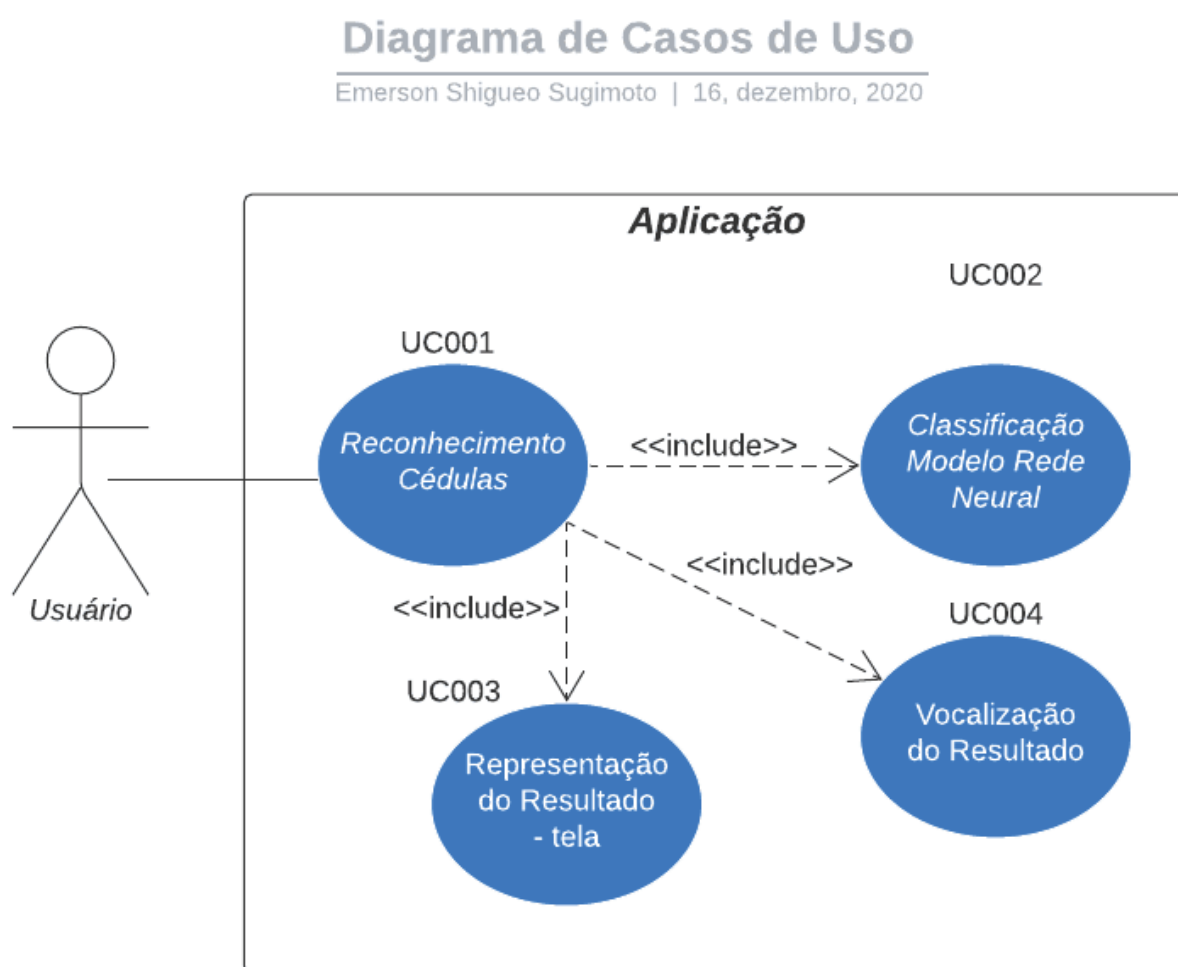 Diagrama de Casos de Uso
Emerson Shigueo Sugimoto | 16, dezembro, 2020
Aplicação
UC002
UC001
Reconhecimento
Cédulas
<<include>>
Classificação
Modelo Rede
Neural
<<include>>
<<include>>
Usuário
UC004
UC003
Vocalização
do Resultado
Representação
do Resultado
- tela